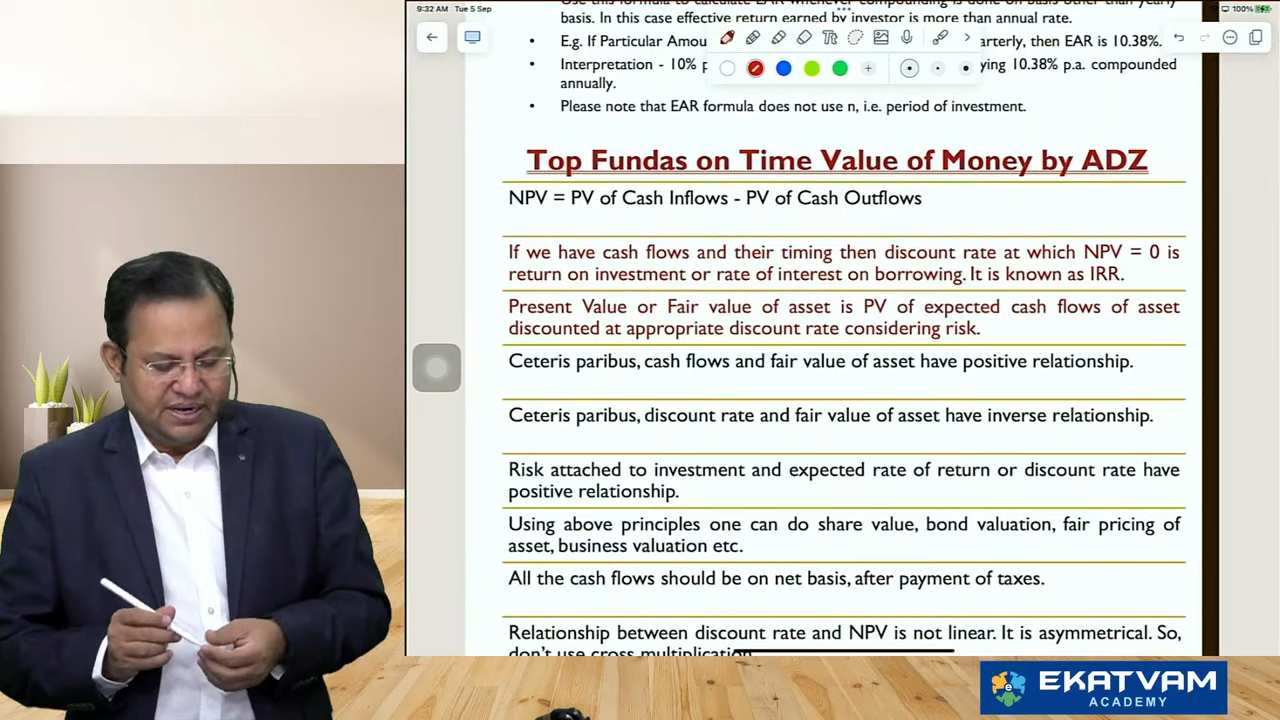 9:32 AM Tue 5 Sep
100%
Use this formula to calculate EAR whenever compounding is done on basis other than yearly
basis. In this case effective return earned by investor is more than annual rate.
• E.g. If Particular Amou arterly, then EAR is 10.38%.
• Interpretation - 10% p ying 10.38% p.a. compounded
annually.
• Please note that EAR formula does not use n, i.e. period of investment.
Top Fundas on Time Value of Money by ADZ
NPV = PV of Cash Inflows - PV of Cash Outflows
If we have cash flows and their timing then discount rate at which NPV = 0 is
return on investment or rate of interest on borrowing. It is known as IRR.
Present Value or Fair value of asset is PV of expected cash flows of asset
discounted at appropriate discount rate considering risk.
Ceteris paribus, cash flows and fair value of asset have positive relationship.
Ceteris paribus, discount rate and fair value of asset have inverse relationship.
Risk attached to investment and expected rate of return or discount rate have
positive relationship.
Using above principles one can do share value, bond valuation, fair pricing of
asset, business valuation etc.
All the cash flows should be on net basis, after payment of taxes.
Relationship between discount rate and NPV is not linear. It is asymmetrical. So,
don't use cross multiplication
EKATVAM
ACADEMY